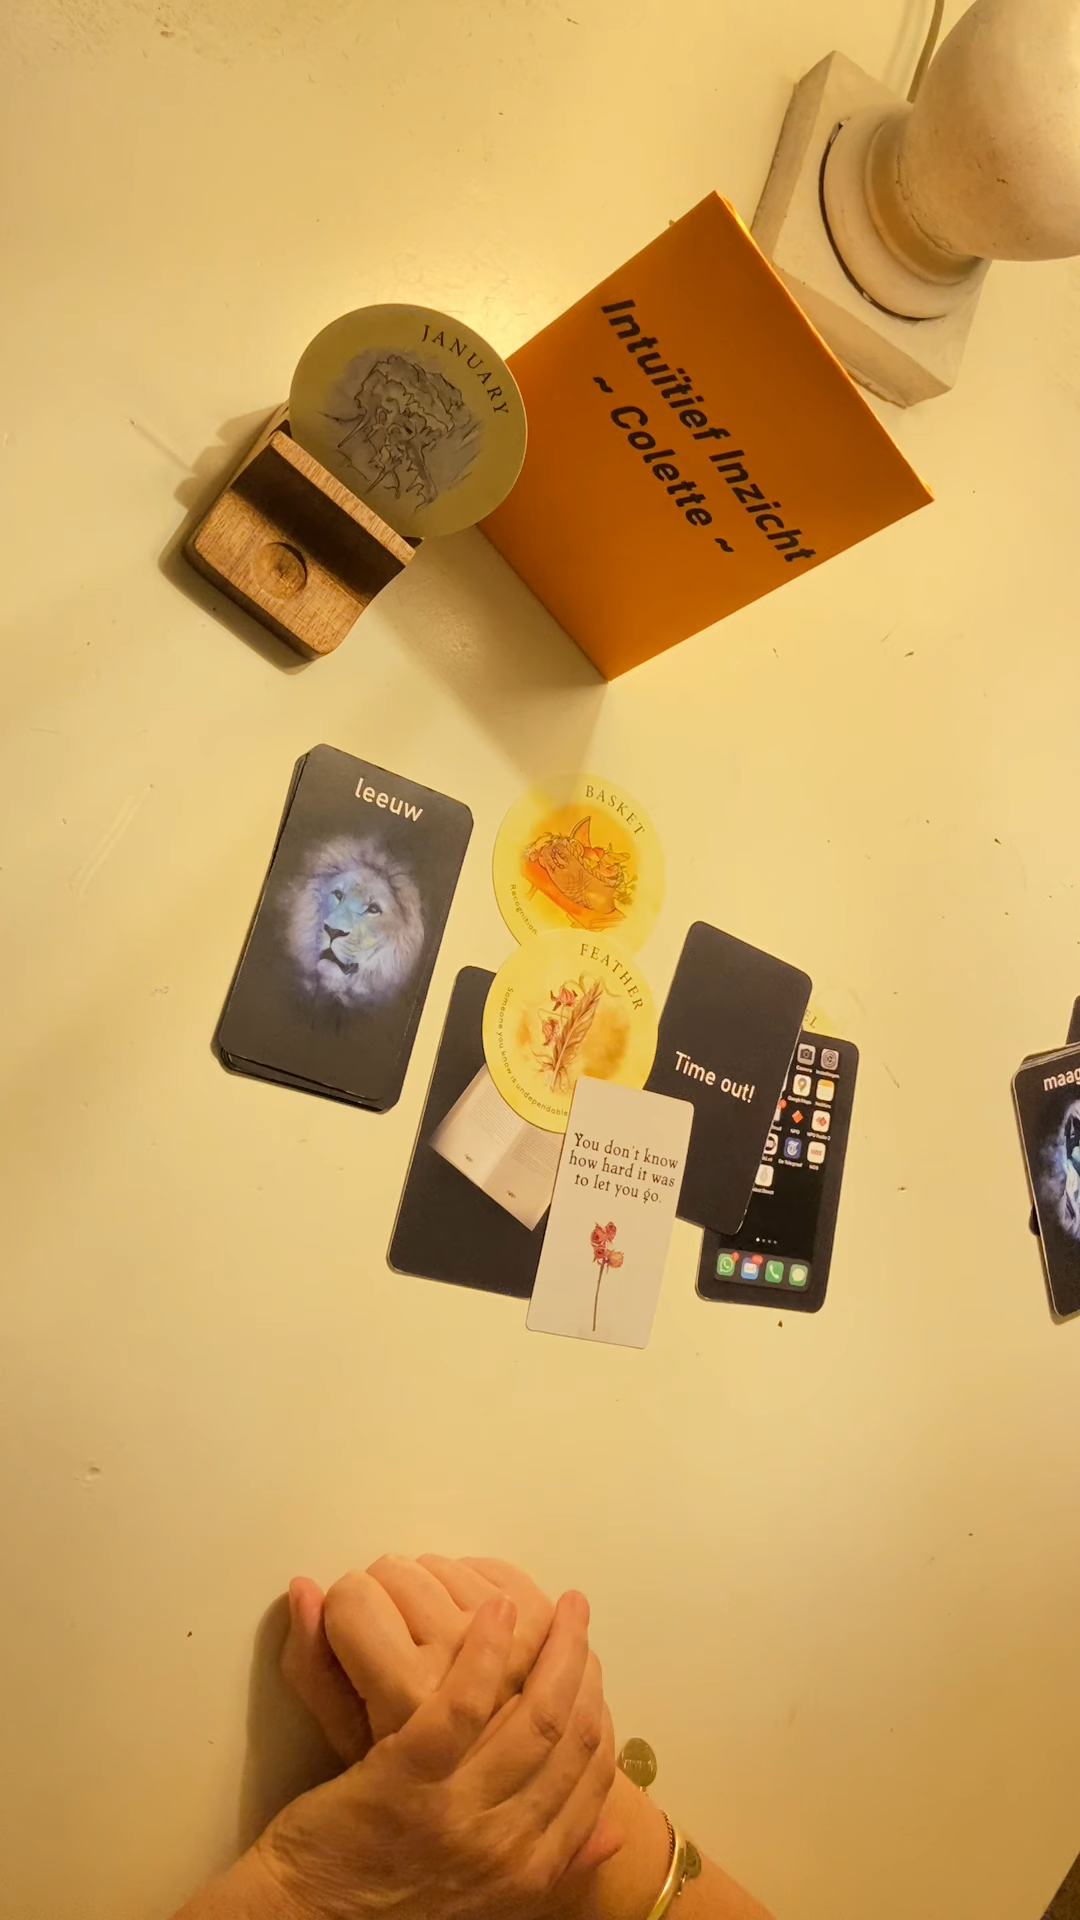 JANUARY
Intuïtief Inzicht
~ Colette ~
leeuw
BASKET
Recognition
FEATHER
Someone you know is undependable
Time out!
You don't know
how hard it was
to let you go.
maag